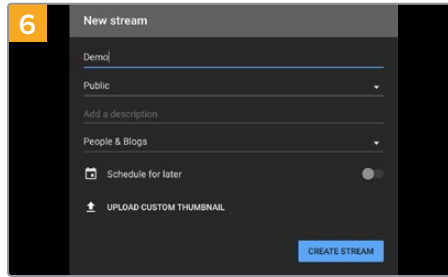 6
New stream
Demo
Public
Add a description
People & Blogs
Schedule for later
UPLOAD CUSTOM THUMBNAIL
CREATE STREAM